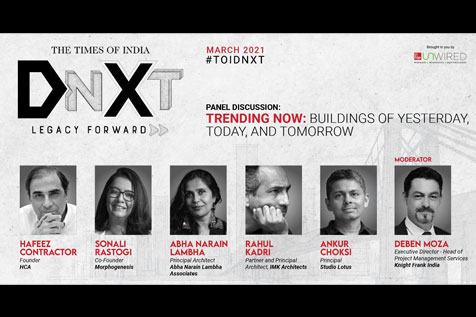 THE TIMES OF INDIA
DNXT
LEGACY FORWARD
MARCH 2021
#TOIDNXT
Brought to you by
UNWIRED
PANEL DISCUSSION:
TRENDING NOW: BUILDINGS OF YESTERDAY,
TODAY, AND TOMORROW
HAFEEZ
CONTRACTOR
Founder
HCA
SONALI
RASTOGI
Co-Founder
Morphogenesis
ABHA NARAIN
LAMBHA
Principal Architect
Abha Narain Lambha
Associates
RAHUL
KADRI
Partner and Principal
Architect, IMK Architects
ANKUR
CHOKSI
Principal
Studio Lotus
MODERATOR
DEBEN MOZA
Executive Director - Head of
Project Management Services
Knight Frank India